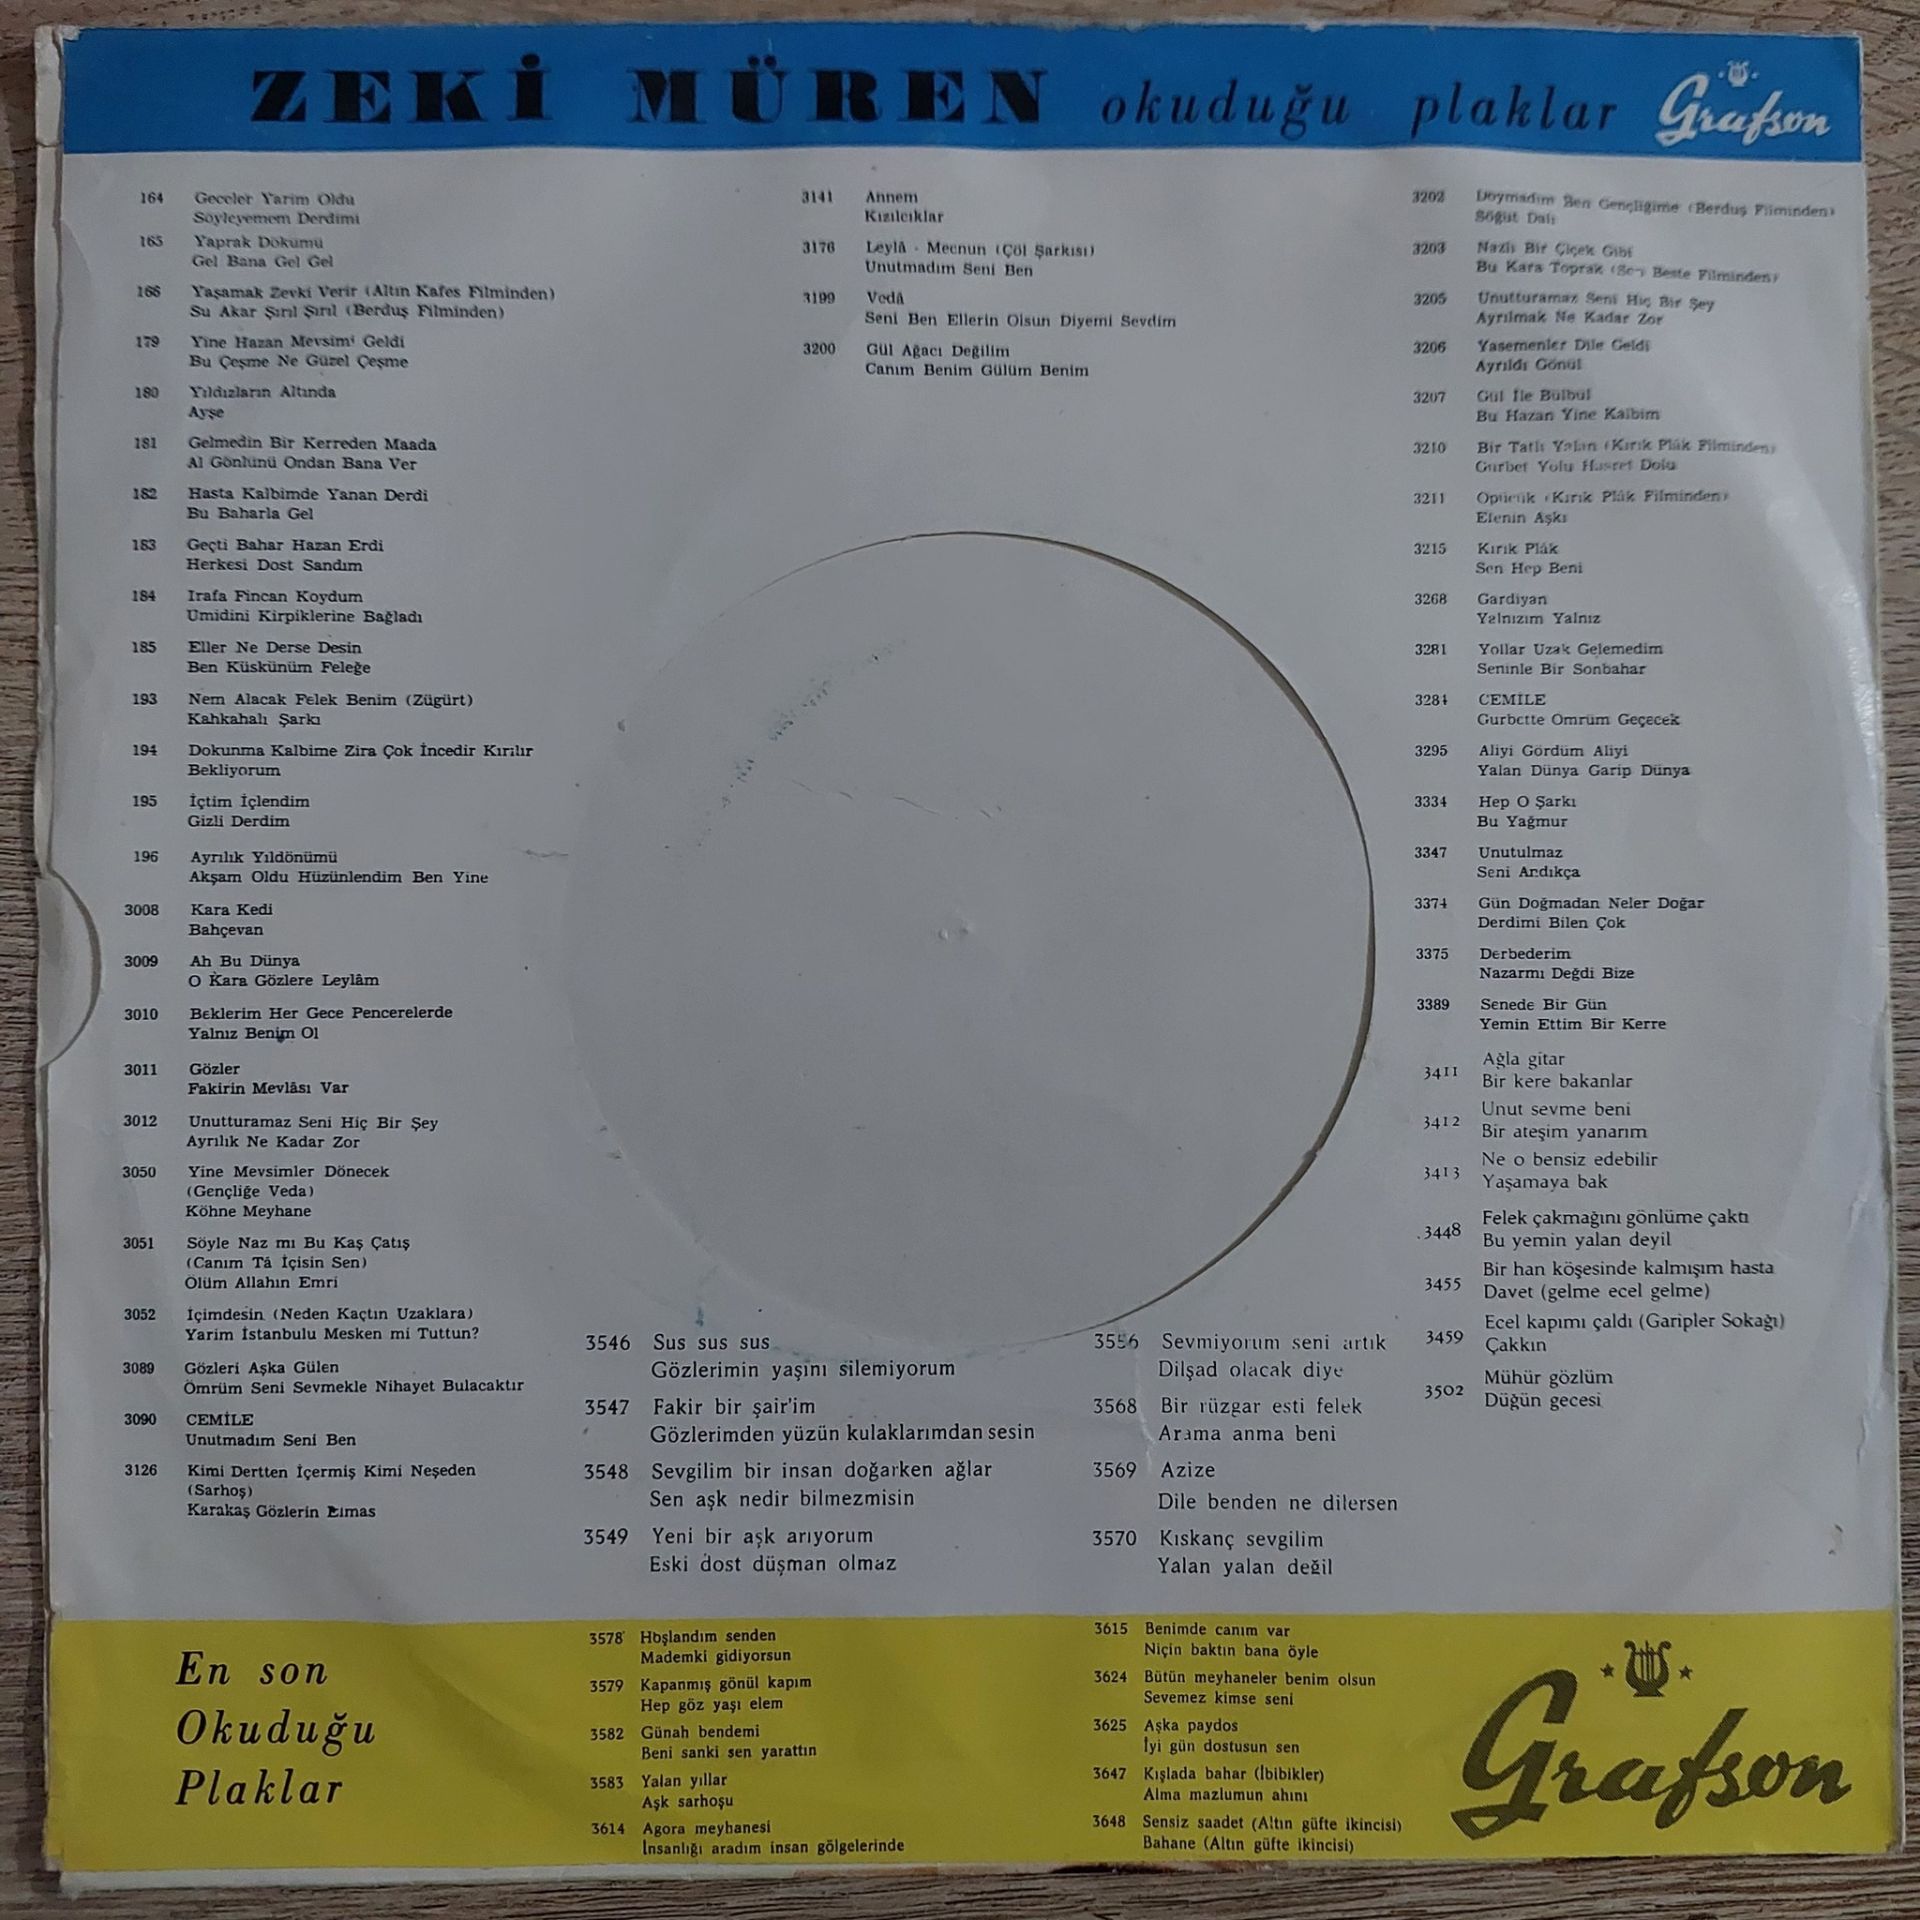 ZEKİ MÜREN okuduğu plaklar Grafson
164 Geceler Yarim Oldu
Söyleyemem Derdimi
165 Yaprak Dökümü
Gel Bana Gel Gel
166 Yaşamak Zevki Verir (Altın Kafes Filminden)
Su Akar Şırıl Şırıl (Berduş Filminden)
179 Yine Hazan Mevsimi Geldi
Bu Çeşme Ne Güzel Çeşme
180 Yıldızların Altında
Ayşe
181 Gelmedin Bir Kerreden Maada
Al Gönlünü Ondan Bana Ver
182 Hasta Kalbimde Yanan Derdi
Bu Baharla Gel
183 Geçti Bahar Hazan Erdi
Herkesi Dost Sandım
184 Irafa Fincan Koydum
Umidini Kirpiklerine Bağladı
185 Eller Ne Derse Desin
Ben Küskünüm Feleğe
193 Nem Alacak Felek Benim (Zügürt)
Kahkahalı Şarkı
194 Dokunma Kalbime Zira Çok İncedir Kırılır
Bekliyorum
195 İçtim İçlendim
Gizli Derdim
196 Ayrılık Yıldönümü
Akşam Oldu Hüzünlendim Ben Yine
3008 Kara Kedi
Bahçevan
3009 Ah Bu Dünya
O Kara Gözlere Leylâm
3010 Beklerim Her Gece Pencerelerde
Yalnız Benim Ol
3011 Gözler
Fakirin Mevlâsı Var
3012 Unutturamaz Seni Hiç Bir Şey
Ayrılık Ne Kadar Zor
3050 Yine Mevsimler Dönecek
(Gençliğe Veda)
Köhne Meyhane
3051 Söyle Naz mı Bu Kaş Çatış
(Canım Tâ İçisin Sen)
Ölüm Allahın Emri
3052 İçimdesin (Neden Kaçtın Uzaklara)
Yarim İstanbulu Mesken mi Tuttun?
3089 Gözleri Aşka Gülen
Ömrüm Seni Sevmekle Nihayet Bulacaktır
3090 CEMİLE
Unutmadım Seni Ben
3126 Kimi Dertten İçermiş Kimi Neşeden
(Sarhoş)
Karakaş Gözlerin Elmas
3141 Annem
Kızılcıklar
3176 Leylâ - Mecnun (Çöl Şarkısı)
Unutmadım Seni Ben
3199 Vedâ
Seni Ben Ellerin Olsun Diyemi Sevdim
3200 Gül Ağacı Değilim
Canım Benim Gülüm Benim
3202 Doymadım Ben Gençliğime (Berduş Filminden)
Söğüt Dalı
3203 Nazlı Bir Çiçek Gibi
Bu Kara Toprak (Son Beste Filminden)
3205 Unutturamaz Seni Hiç Bir Şey
Ayrılmak Ne Kadar Zor
3206 Yasemenler Dile Geldi
Ayrıldı Gönül
3207 Gül İle Bülbül
Bu Hazan Yine Kalbim
3210 Bir Tatlı Yalan (Kırık Plâk Filminden)
Gurbet Yolu Hasret Dolu
3211 Öpücük (Kırık Plâk Filminden)
Efenin Aşkı
3215 Kırık Plâk
Sen Hep Beni
3268 Gardiyan
Yalnızım Yalnız
3281 Yollar Uzak Gelemedim
Seninle Bir Sonbahar
3284 CEMİLE
Gurbette Ömrüm Geçecek
3295 Aliyi Gördüm Aliyi
Yalan Dünya Garip Dünya
3334 Hep O Şarkı
Bu Yağmur
3347 Unutulmaz
Seni Andıkça
3374 Gün Doğmadan Neler Doğar
Derdimi Bilen Çok
3375 Derbederim
Nazarmı Değdi Bize
3389 Senede Bir Gün
Yemin Ettim Bir Kerre
3411 Ağla gitar
Bir kere bakanlar
3412 Unut sevme beni
Bir ateşim yanarım
3413 Ne o bensiz edebilir
Yaşamaya bak
3448 Felek çakmağını gönlüme çaktı
Bu yemin yalan deyil
3455 Bir han köşesinde kalmışım hasta
Davet (gelme ecel gelme)
3459 Ecel kapımı çaldı (Garipler Sokağı)
Çakkın
3502 Mühür gözlüm
Düğün gecesi
3546 Sus sus sus
Gözlerimin yaşını silemiyorum
3547 Fakir bir şair'im
Gözlerimden yüzün kulaklarımdan sesin
3548 Sevgilim bir insan doğarken ağlar
Sen aşk nedir bilmezmisin
3549 Yeni bir aşk arıyorum
Eski dost düşman olmaz
3556 Sevmiyorum seni artık
Dilşad olacak diye
3568 Bir rüzgar esti felek
Arama anma beni
3569 Azize
Dile benden ne dilersen
3570 Kıskanç sevgilim
Yalan yalan değil
En son
Okuduğu
Plaklar
3578 Hoşlandım senden
Mademki gidiyorsun
3579 Kapanmış gönül kapım
Hep göz yaşı elem
3582 Günah bendemi
Beni sanki sen yarattın
3583 Yalan yıllar
Aşk sarhoşu
3614 Agora meyhanesi
İnsanlığı aradım insan gölgelerinde
3615 Benimde canım var
Niçin baktın bana öyle
3624 Bütün meyhaneler benim olsun
Sevemez kimse seni
3625 Aşka paydos
İyi gün dostusun sen
3647 Kışlada bahar (İbibikler)
Alma mazlumun ahını
3648 Sensiz saadet (Altın güfte ikincisi)
Bahane (Altın güfte ikincisi)
Grafson